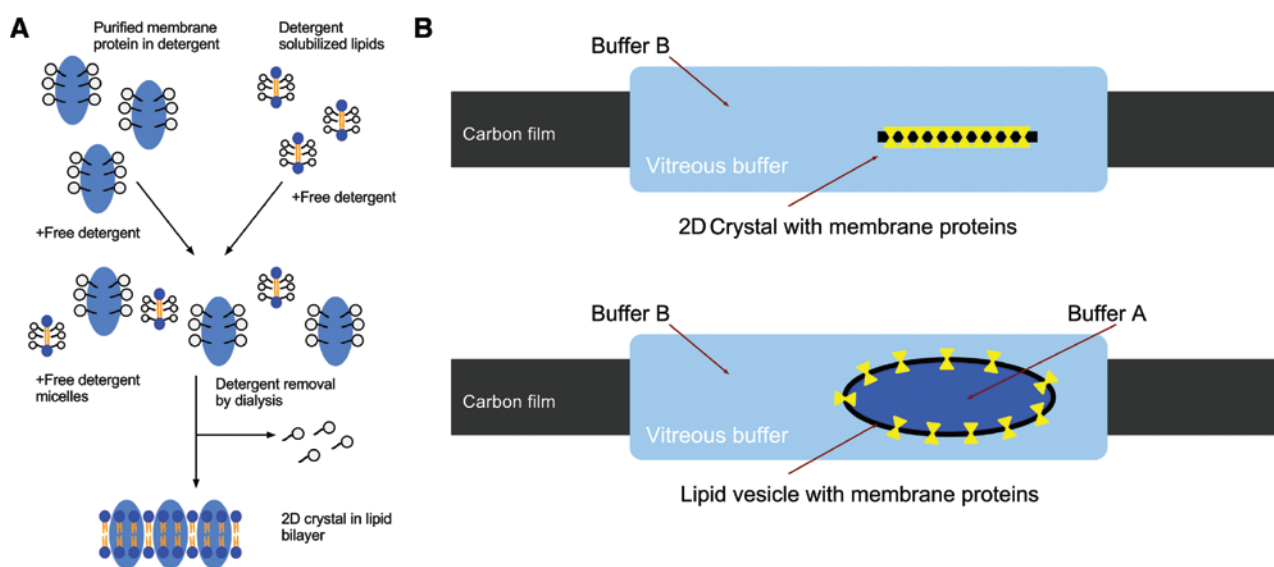 A
Purified membrane
protein in detergent
Detergent
solubilized lipids
+Free detergent
+Free detergent
+Free detergent
micelles
Detergent removal
by dialysis
2D crystal in lipid
bilayer
B
Buffer B
Carbon film
Vitreous buffer
2D Crystal with membrane proteins
Buffer B
Buffer A
Carbon film
Vitreous buffer
Lipid vesicle with membrane proteins